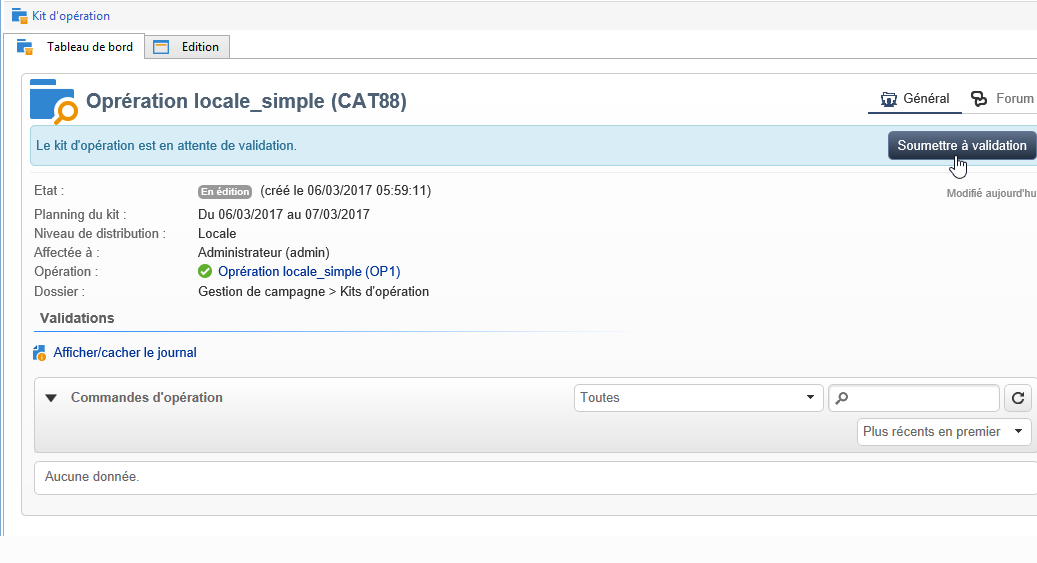 Kit d'opération
Tableau de bord Edition
Oprération locale_simple (CAT88) Général Forum
Le kit d'opération est en attente de validation. Soumettre à validation
Modifié aujourd'hu
Etat : En édition (créé le 06/03/2017 05:59:11)
Planning du kit : Du 06/03/2017 au 07/03/2017
Niveau de distribution : Locale
Affectée à : Administrateur (admin)
Opération : Oprération locale_simple (OP1)
Dossier : Gestion de campagne > Kits d'opération
Validations
Afficher/cacher le journal
Commandes d'opération Toutes
Plus récents en premier
Aucune donnée.